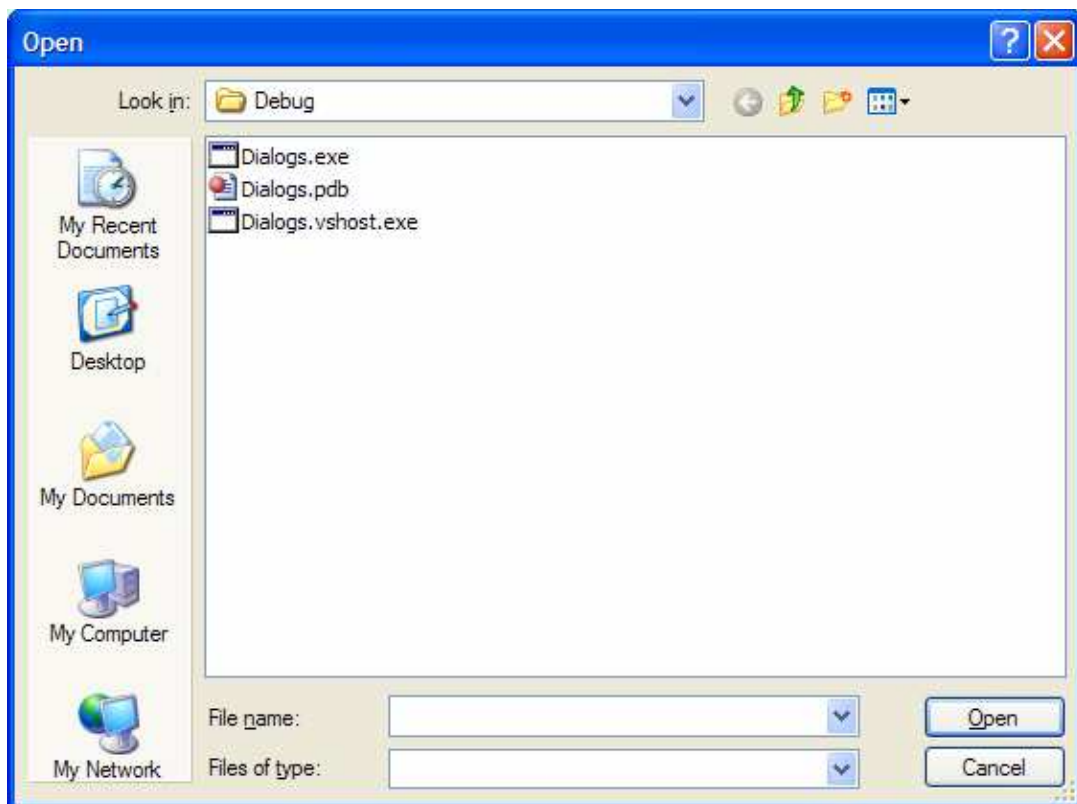 Open
Look in:
Debug
Dialogs.exe
Dialogs.pdb
Dialogs.vshost.exe
My Recent
Documents
Desktop
My Documents
My Computer
My Network
File name:
Open
Files of type:
Cancel